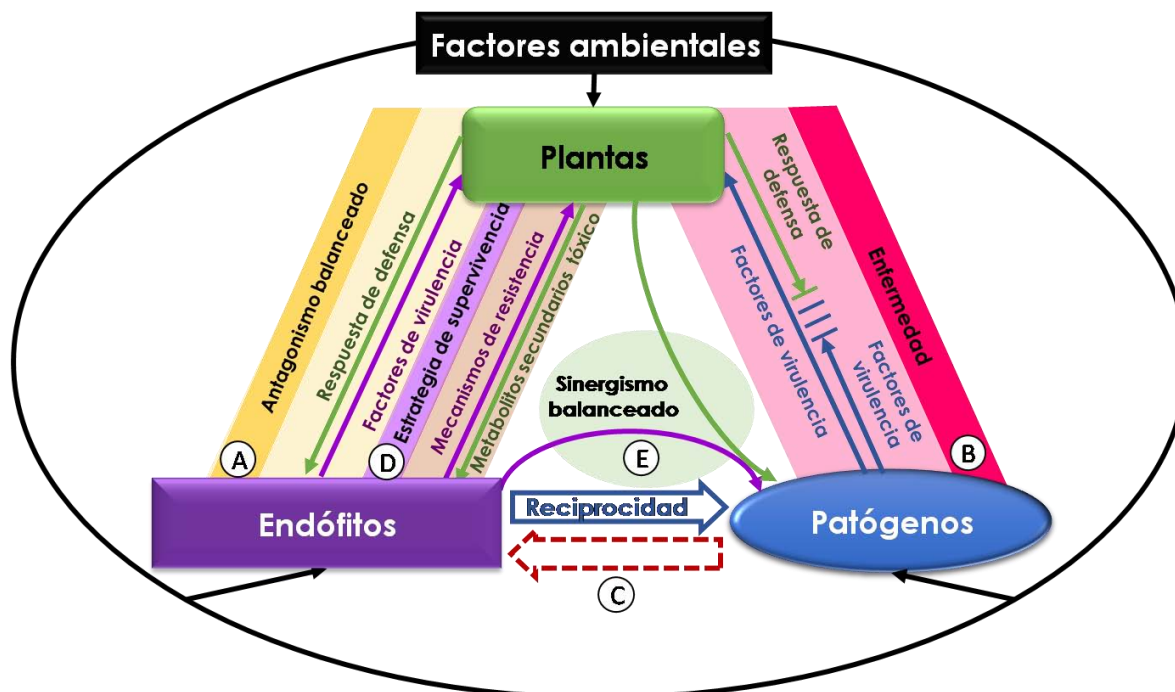 Factores ambientales
Plantas
Antagonismo balanceado
Respuesta de defensa
Factores de virulencia
Estrategia de supervivencia
Mecanismos de resistencia
Metabolitos secundarios tóxico
Respuesta de
defensa
Factores de virulencia
Factores de
virulencia
Enfermedad
Sinergismo
balanceado
A
D
E
B
Endófitos
Reciprocidad
Patógenos
C